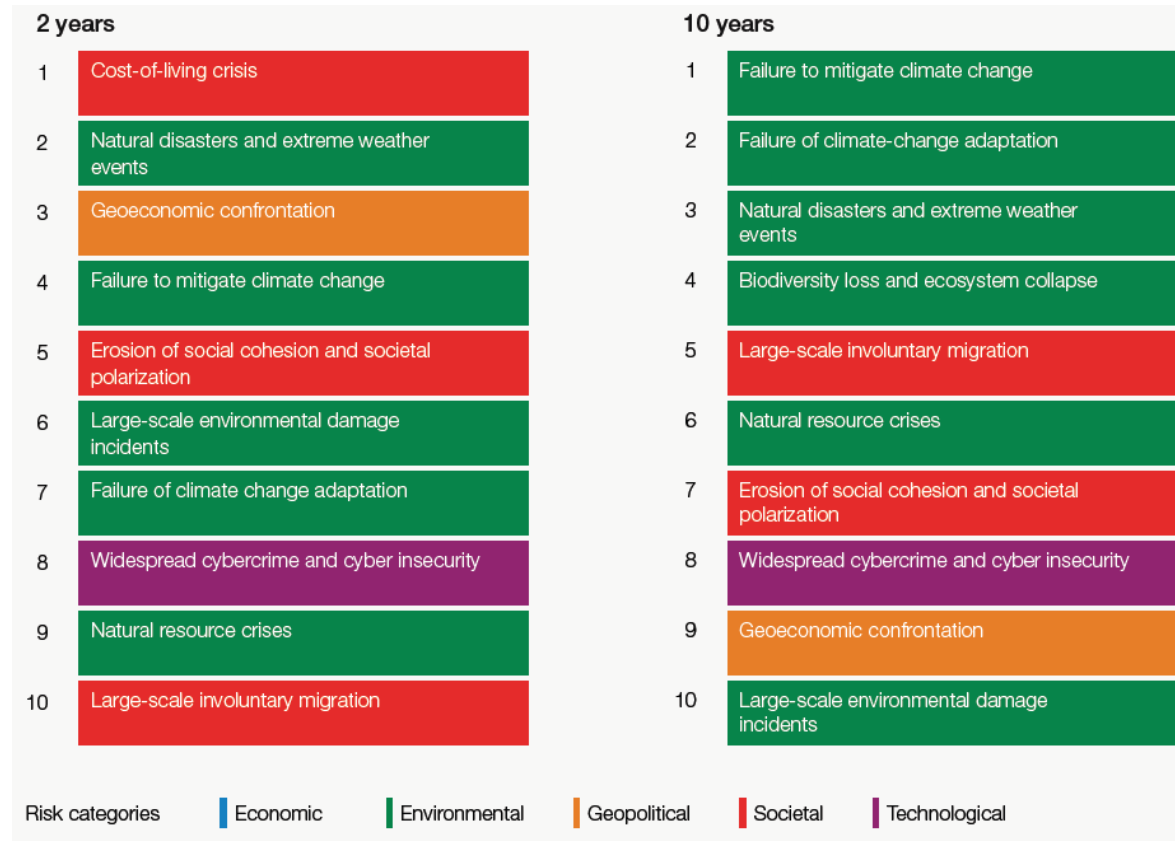 2 years
1
Cost-of-living crisis
2
Natural disasters and extreme weather
events
3
Geoeconomic confrontation
4
Failure to mitigate climate change
5
Erosion of social cohesion and societal
polarization
6
Large-scale environmental damage
incidents
7
Failure of climate change adaptation
8
Widespread cybercrime and cyber insecurity
9
Natural resource crises
10
Large-scale involuntary migration
10 years
1
Failure to mitigate climate change
2
Failure of climate-change adaptation
3
Natural disasters and extreme weather
events
4
Biodiversity loss and ecosystem collapse
5
Large-scale involuntary migration
6
Natural resource crises
7
Erosion of social cohesion and societal
polarization
8
Widespread cybercrime and cyber insecurity
9
Geoeconomic confrontation
10
Large-scale environmental damage
incidents
Risk categories
Economic
Environmental
Geopolitical
Societal
Technological